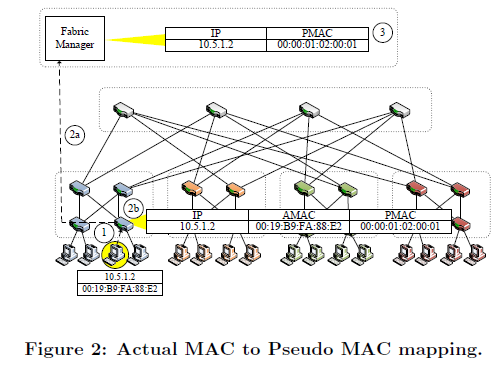 Fabric
Manager
IP PMAC
10.5.1.2 00:00:01:02:00:01
3
2a
2b
IP AMAC PMAC
10.5.1.2 00:19:B9:FA:88:E2 00:00:01:02:00:01
1
10.5.1.2
00:19:B9:FA:88:E2
Figure 2: Actual MAC to Pseudo MAC mapping.